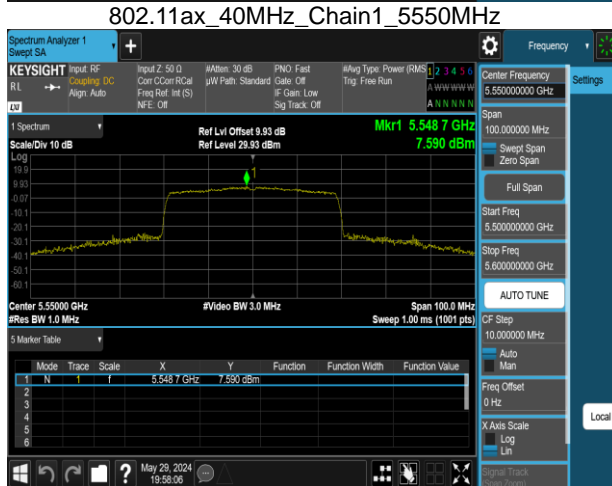 802.11ax_40MHz_Chain1_5550MHz
Spectrum Analyzer 1
Swept SA
Frequency
KEYSIGHT
Input: RF
Coupling: DC
Align: Auto
Input Z: 50 Ω
Corr CCorr RCal
Freq Ref: Int (S)
NFE: Off
#Atten: 30 dB
µW Path: Standard
PNO: Fast
Gate: Off
IF Gain: Low
Sig Track: Off
#Avg Type: Power (RMS
Trig: Free Run
1 2 3 4 5 6
A W W W W W
A N N N N N
RL
LXI
1 Spectrum
Scale/Div 10 dB
Ref Lvl Offset 9.93 dB
Ref Level 29.93 dBm
Mkr1 5.548 7 GHz
7.590 dBm
Log
19.9
9.93
-0.07
-10.1
-20.1
-30.1
-40.1
-50.1
-60.1
1
Center 5.55000 GHz
#Res BW 1.0 MHz
#Video BW 3.0 MHz
Span 100.0 MHz
Sweep 1.00 ms (1001 pts)
5 Marker Table
Mode Trace Scale X Y Function Function Width Function Value
1 N 1 f 5.548 7 GHz 7.590 dBm
2
3
4
5
6
Center Frequency
5.550000000 GHz
Settings
Span
100.000000 MHz
Swept Span
Zero Span
Full Span
Start Freq
5.500000000 GHz
Stop Freq
5.600000000 GHz
AUTO TUNE
CF Step
10.000000 MHz
Auto
Man
Freq Offset
0 Hz
Local
X Axis Scale
Log
Lin
Signal Track
(Span Zoom)
?
May 29, 2024
19:58:06